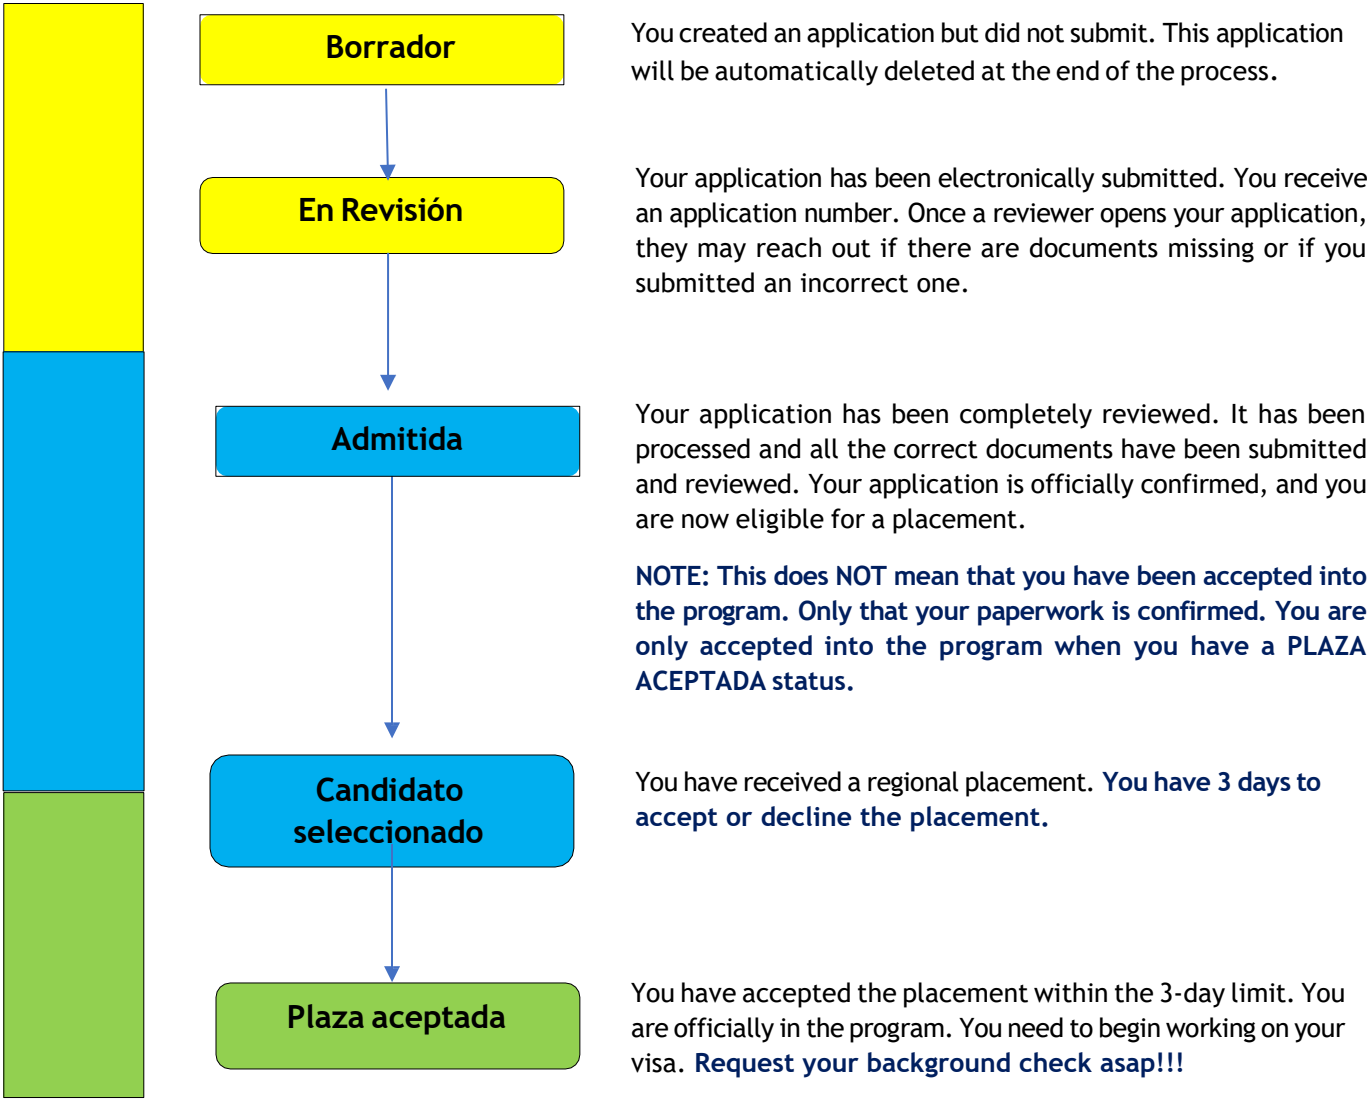 Borrador
You created an application but did not submit. This application
will be automatically deleted at the end of the process.
En Revisión
Your application has been electronically submitted. You receive
an application number. Once a reviewer opens your application,
they may reach out if there are documents missing or if you
submitted an incorrect one.
Admitida
Your application has been completely reviewed. It has been
processed and all the correct documents have been submitted
and reviewed. Your application is officially confirmed, and you
are now eligible for a placement.
NOTE: This does NOT mean that you have been accepted into
the program. Only that your paperwork is confirmed. You are
only accepted into the program when you have a PLAZA
ACEPTADA status.
Candidato
seleccionado
You have received a regional placement. You have 3 days to
accept or decline the placement.
Plaza aceptada
You have accepted the placement within the 3-day limit. You
are officially in the program. You need to begin working on your
visa. Request your background check asap!!!